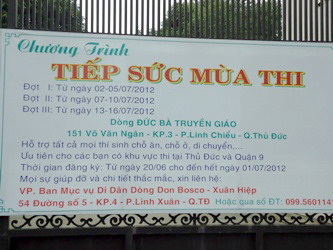 Chương Trình
TIẾP SỨC MÙA THI
Đợt I: Từ ngày 02-05/07/2012
Đợt II: Từ ngày 07-10/07/2012
Đợt III: Từ ngày 13-16/07/2012
Dòng ĐỨC BÀ TRUYỀN GIÁO
151 Võ Văn Ngân - KP.3 - P.Linh Chiểu - Q.Thủ Đức
Hỗ trợ tất cả mọi thí sinh chỗ ăn, chỗ ở, di chuyển,...
Ưu tiên cho các bạn có khu vực thi tại Thủ Đức và Quận 9
Thời gian đăng ký: Từ ngày 20/06 cho đến hết ngày 01/07/2012
Mọi sự giúp đỡ và chi tiết thắc mắc, xin liên hệ:
VP. Ban Mục vụ Di Dân Dòng Don Bosco - Xuân Hiệp
54 Đường số 5 - KP.4 - P.Linh Xuân - Q.TĐ Hoặc qua số ĐT: 099.5601141